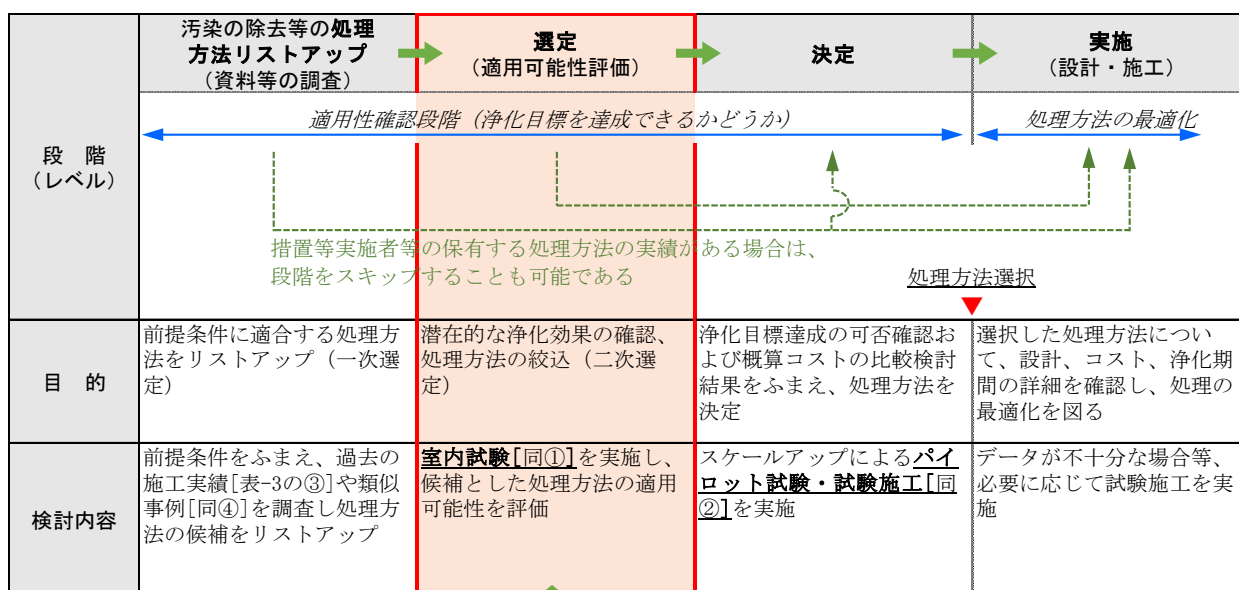 汚染の除去等の処理
方法リストアップ
（資料等の調査）
選定
（適用可能性評価）
決定
実施
（設計・施工）
段　階
（レベル）
適用性確認段階（浄化目標を達成できるかどうか）
処理方法の最適化
措置等実施者等の保有する処理方法の実績がある場合は、
段階をスキップすることも可能である
処理方法選択
目　的
前提条件に適合する処理方
法をリストアップ（一次選
定）
潜在的な浄化効果の確認、
処理方法の絞込（二次選
定）
浄化目標達成の可否確認お
よび概算コストの比較検討
結果をふまえ、処理方法を
決定
選択した処理方法につい
て、設計、コスト、浄化期
間の詳細を確認し、処理の
最適化を図る
検討内容
前提条件をふまえ、過去の
施工実績[表-3の③]や類似
事例[同④]を調査し処理方
法の候補をリストアップ
室内試験[同①]を実施し、
候補とした処理方法の適用
可能性を評価
スケールアップによるパイ
ロット試験・試験施工[同
②]を実施
データが不十分な場合等、
必要に応じて試験施工を実
施